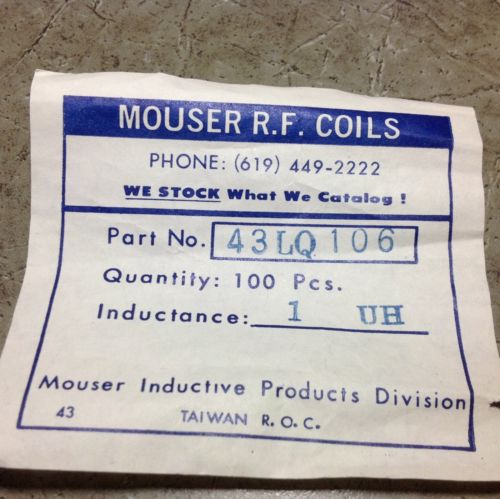 MOUSER R.F. COILS
PHONE: (619) 449-2222
WE STOCK What We Catalog !
Part No. 43LQ106
Quantity: 100 Pcs.
Inductance: 1 UH
Mouser Inductive Products Division
43 TAIWAN R. O. C.